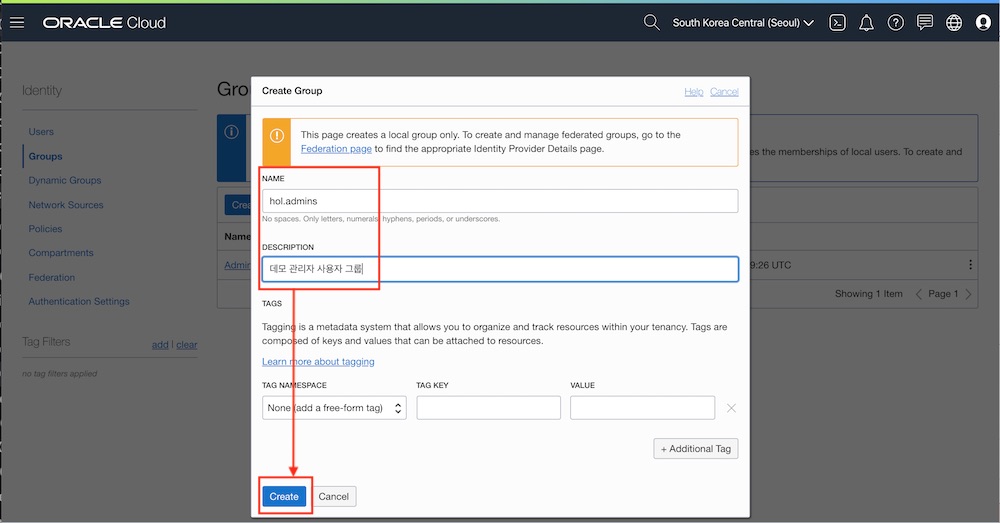 ORACLE Cloud
South Korea Central (Seoul)
Identity
Users
Groups
Dynamic Groups
Network Sources
Policies
Compartments
Federation
Authentication Settings
Tag Filters
add | clear
no tag filters applied
es the memberships of local users. To create and
Name
9:26 UTC
Showing 1 Item
Page 1
Create Group
Help
Cancel
This page creates a local group only. To create and manage federated groups, go to the
Federation page to find the appropriate Identity Provider Details page.
NAME
hol.admins
No spaces. Only letters, numerals, hyphens, periods, or underscores.
DESCRIPTION
데모 관리자 사용자 그룹
TAGS
Tagging is a metadata system that allows you to organize and track resources within your tenancy. Tags are
composed of keys and values that can be attached to resources.
Learn more about tagging
TAG NAMESPACE
TAG KEY
VALUE
None (add a free-form tag)
+ Additional Tag
Create
Cancel